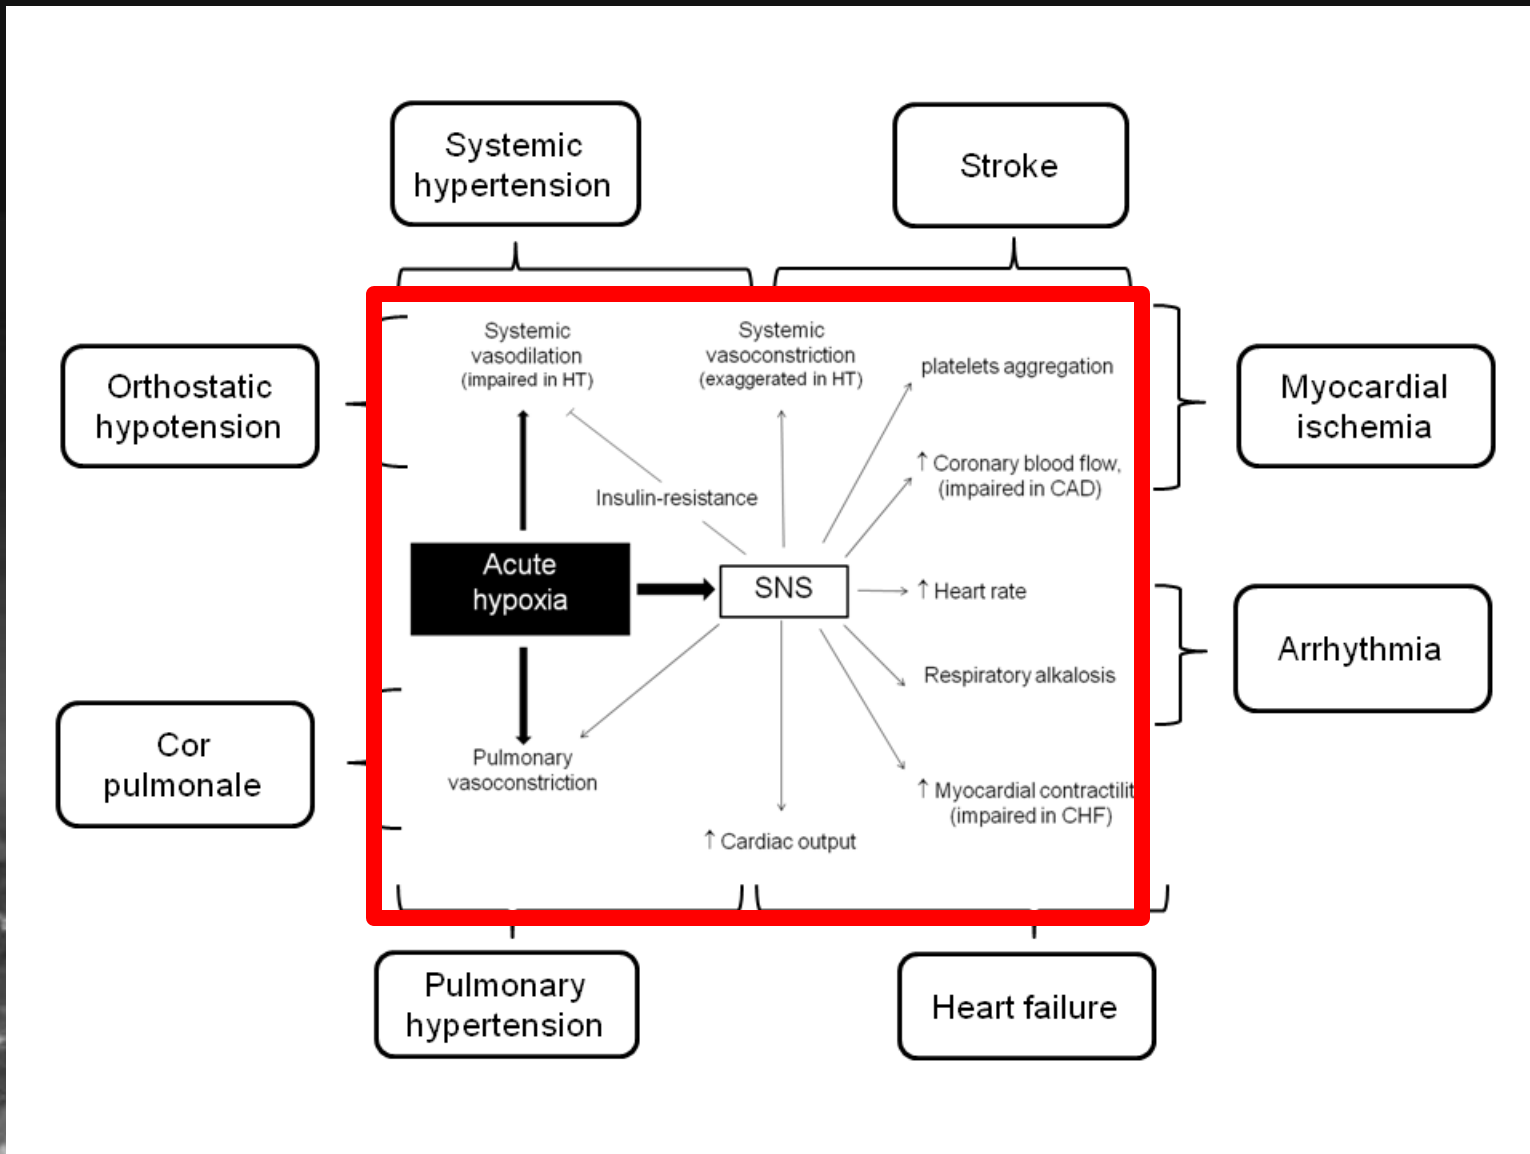 Systemic
hypertension
Stroke
Orthostatic
hypotension
Systemic
vasodilation
(impaired in HT)
Systemic
vasoconstriction
(exaggerated in HT)
platelets aggregation
↑ Coronary blood flow,
(impaired in CAD)
Myocardial
ischemia
Insulin-resistance
Acute
hypoxia
SNS
↑ Heart rate
Respiratory alkalosis
Arrhythmia
Cor
pulmonale
Pulmonary
vasoconstriction
↑ Myocardial contractilit
(impaired in CHF)
↑ Cardiac output
Pulmonary
hypertension
Heart failure